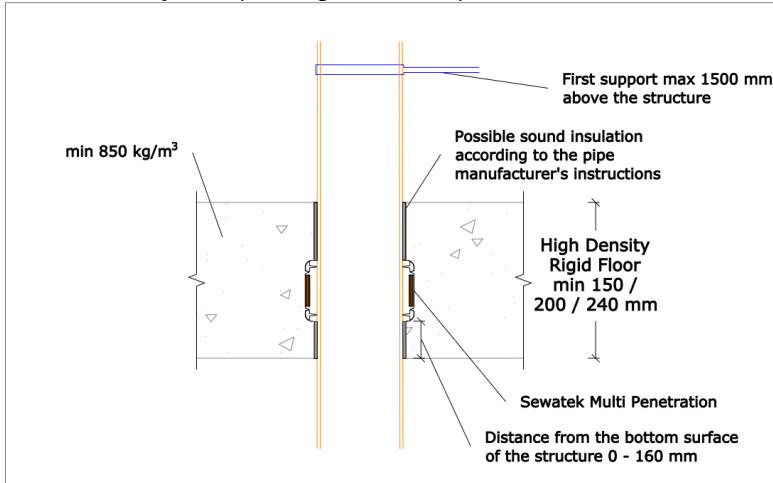 First support max 1500 mm
above the structure
min 850 kg/m³
Possible sound insulation
according to the pipe
manufacturer's instructions
High Density
Rigid Floor
min 150 /
200 / 240 mm
Sewatek Multi Penetration
Distance from the bottom surface
of the structure 0 - 160 mm